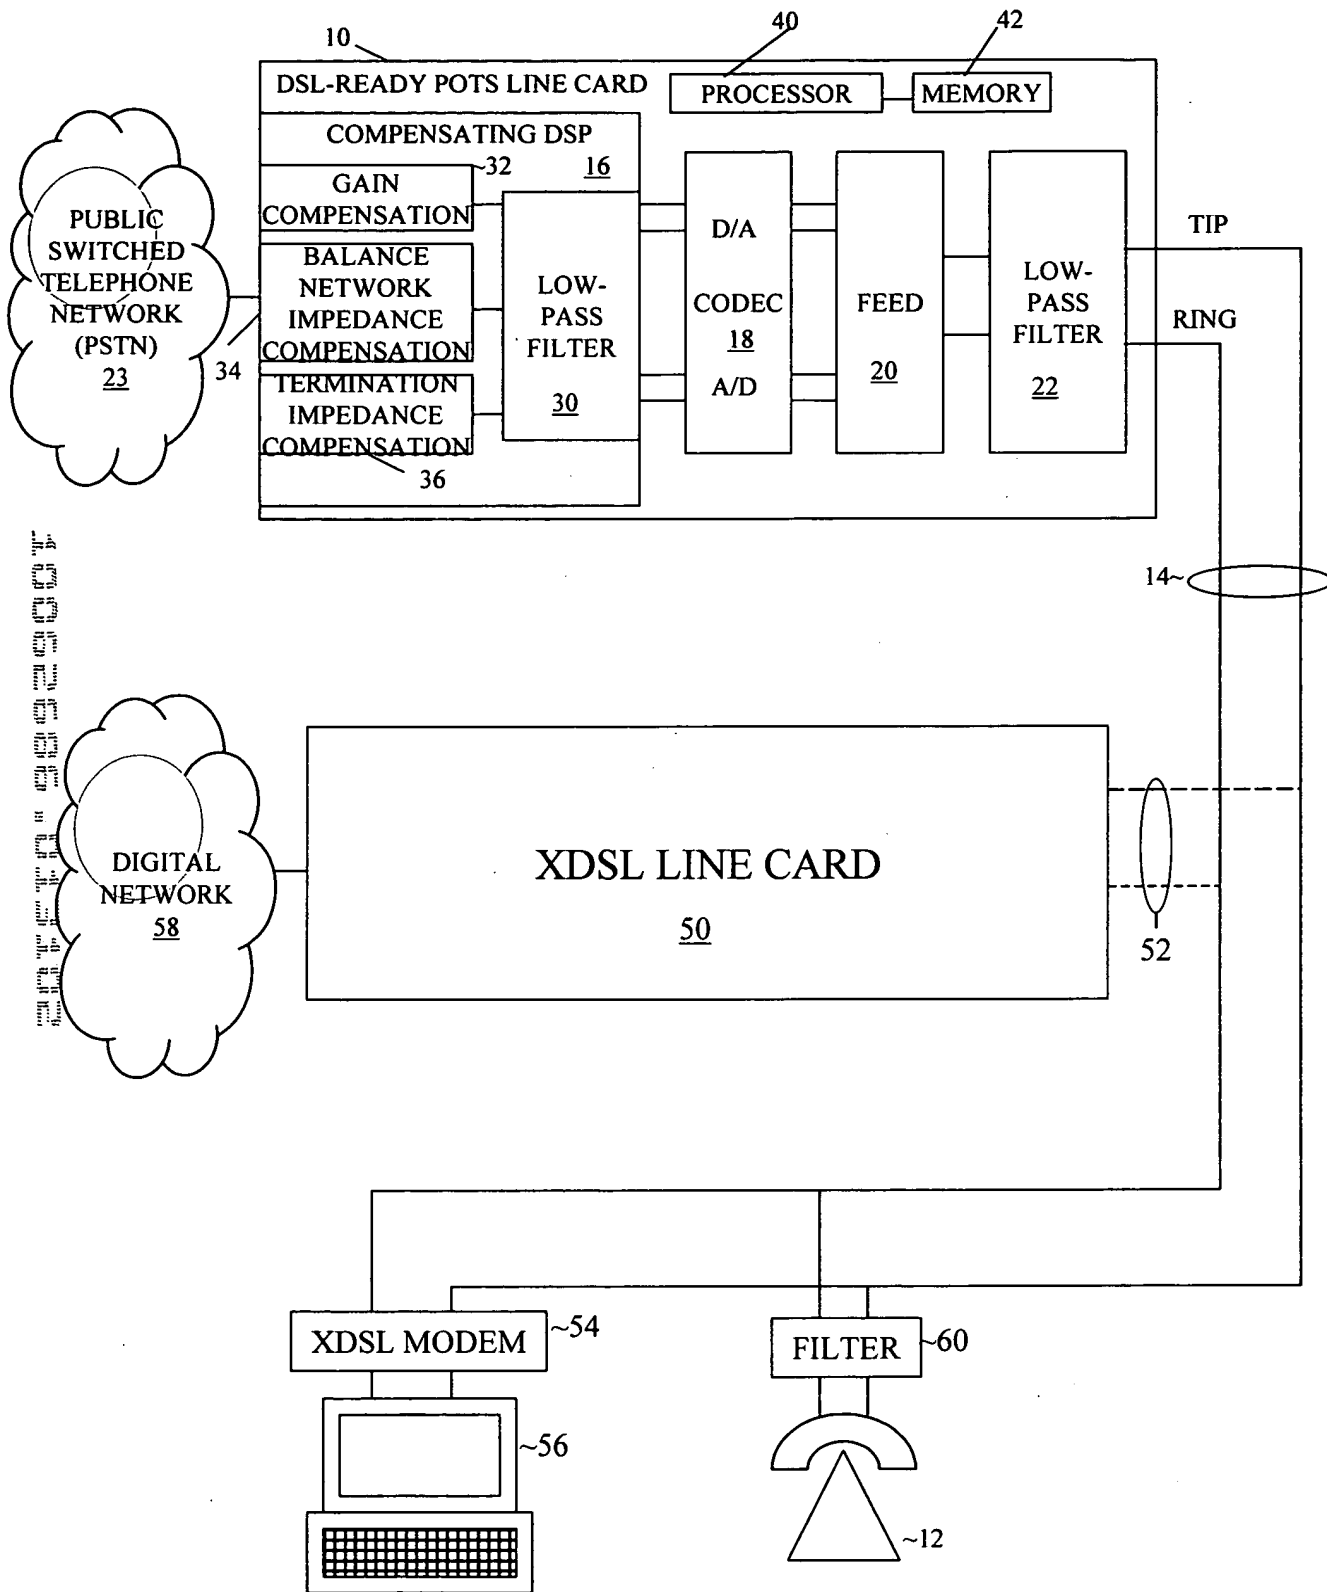 10
40
42
DSL-READY POTS LINE CARD
PROCESSOR
MEMORY
COMPENSATING DSP
16
32
GAIN
COMPENSATION
BALANCE
NETWORK
IMPEDANCE
COMPENSATION
34
TERMINATION
IMPEDANCE
COMPENSATION
36
LOW-
PASS
FILTER
30
D/A
CODEC
18
A/D
FEED
20
LOW-
PASS
FILTER
22
TIP
RING
PUBLIC
SWITCHED
TELEPHONE
NETWORK
(PSTN)
23
14~
10062686.013102
DIGITAL
NETWORK
58
XDSL LINE CARD
50
52
XDSL MODEM
~54
FILTER
~60
~56
~12